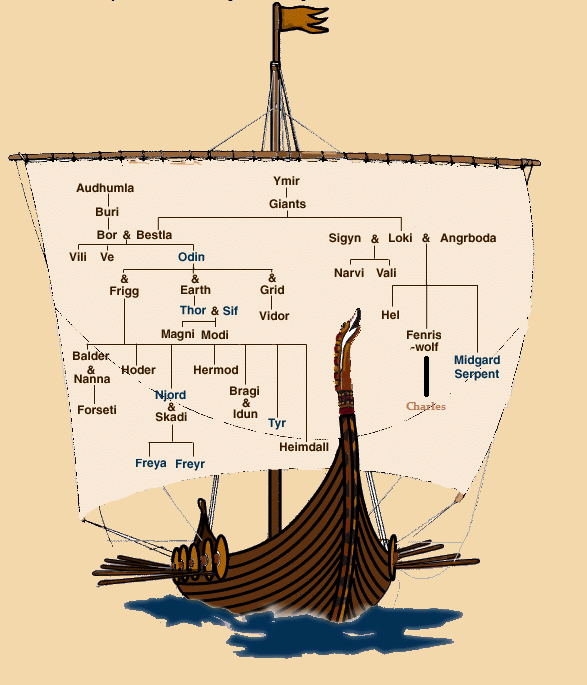 Ymir
Audhumla
Giants
Buri
Bor & Bestla
Sigyn & Loki & Angrboda
Vili Ve Odin
Narvi Vali
& Frigg
& Earth
& Grid
Hel
Thor & Sif
Vidor
Magni Modi
Fenris
-wolf
Midgard
Serpent
Balder
&
Nanna
Hoder
Hermod
Njord
&
Skadi
Bragi
&
Idun
Charles
Forseti
Tyr
Heimdall
Freya Freyr